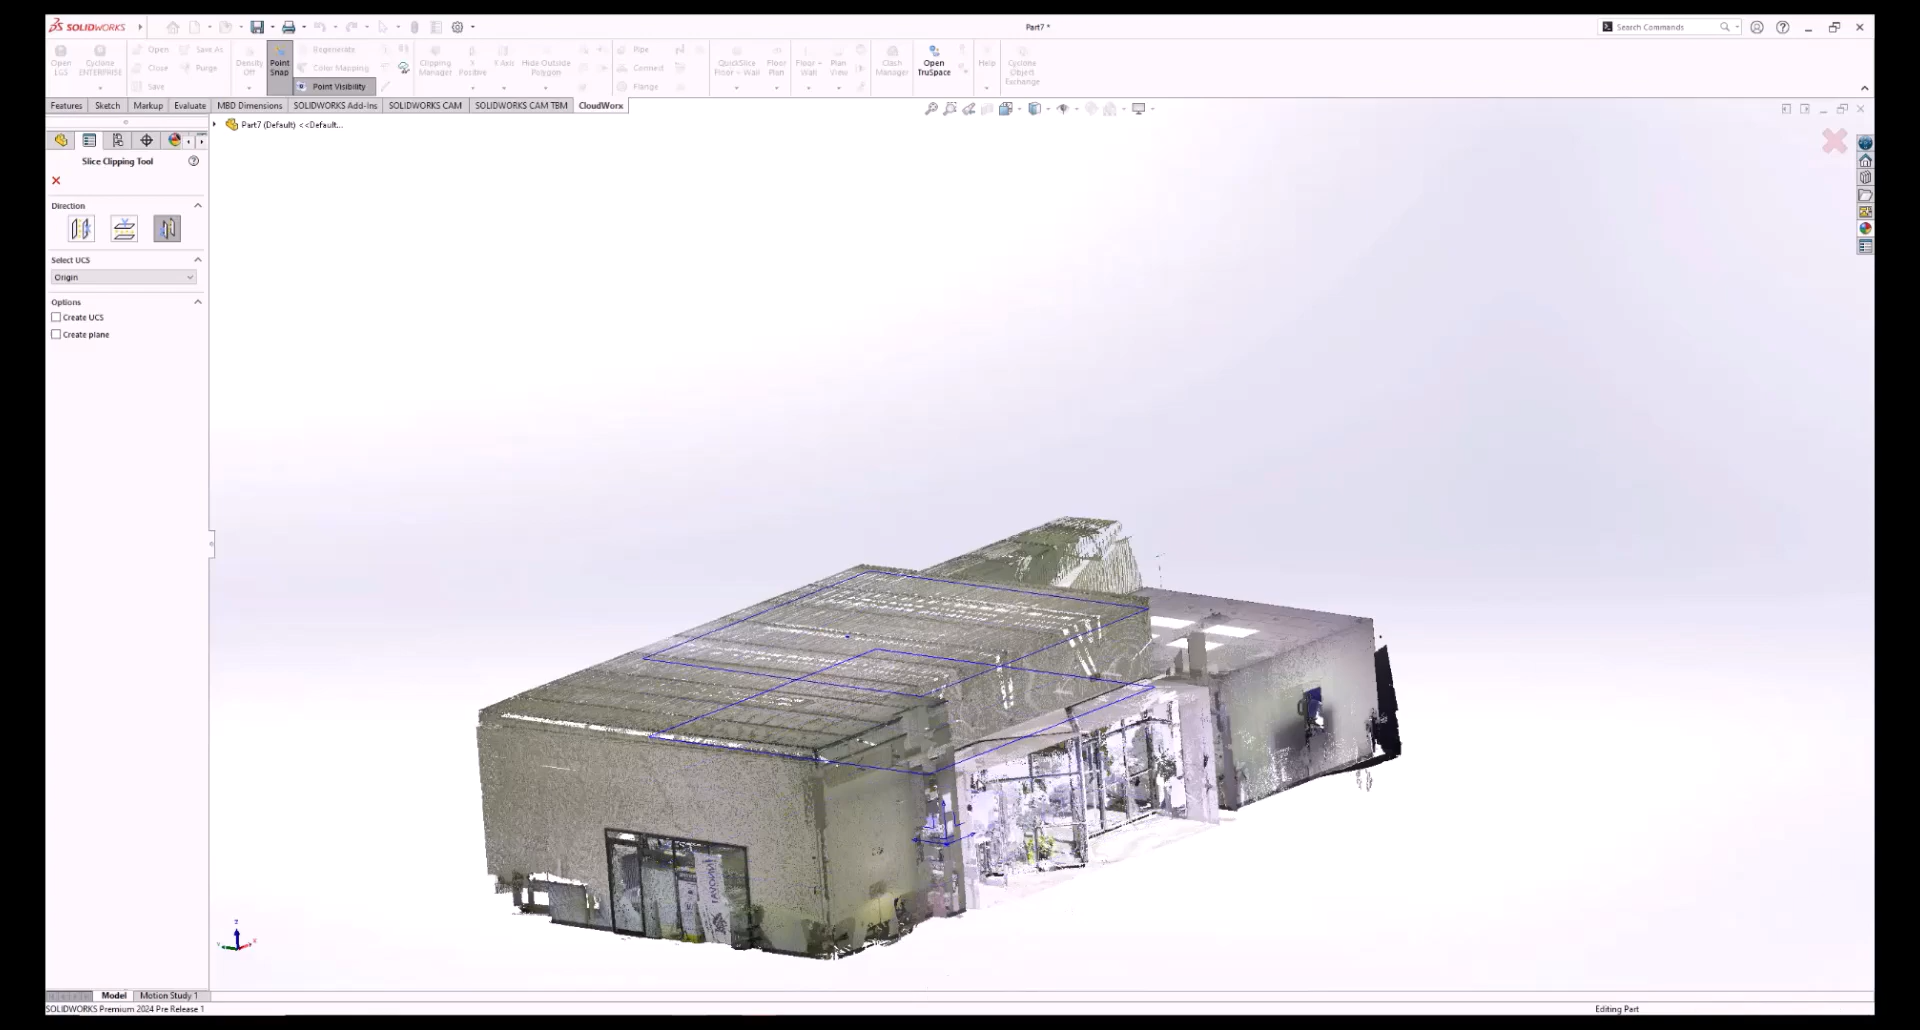 SOLIDWORKS
Part7 *
Search Commands
Open LGS
Cyclone ENTERPRISE
Open
Save As
Close
Purge
Save
Density Off
Point Snap
Regenerate
Color Mapping
Point Visibility
Clipping Manager
X Positive
X Axis
Hide Outside Polygon
Pipe
Connect
Flange
QuickSlice Floor - Wall
Floor Plan
Floor - Wall
Plan View
Clash Manager
Open TruSpace
Help
Cyclone Object Exchange
Features
Sketch
Markup
Evaluate
MBD Dimensions
SOLIDWORKS Add-Ins
SOLIDWORKS CAM
SOLIDWORKS CAM TBM
CloudWorx
Part7 (Default) <<Default...
Slice Clipping Tool
Direction
Select UCS
Origin
Options
Create UCS
Create plane
Model
Motion Study 1
SOLIDWORKS Premium 2024 Pre Release 1
Editing Part